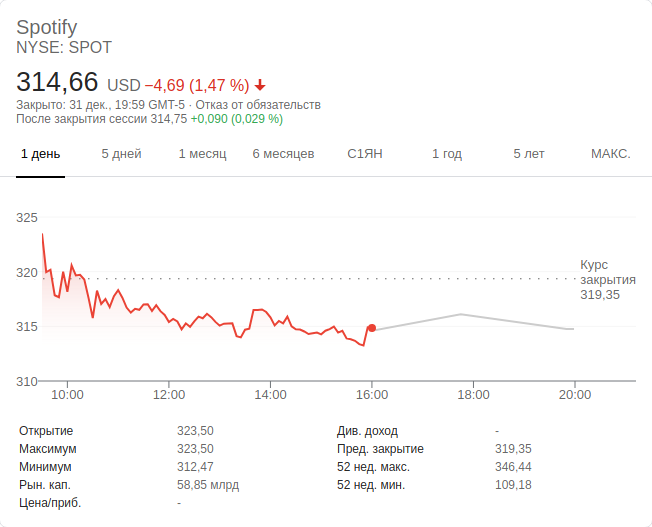 Spotify
NYSE: SPOT
314,66 USD −4,69 (1,47 %)
Закрыто: 31 дек., 19:59 GMT-5 · Отказ от обязательств
После закрытия сессии 314,75 +0,090 (0,029 %)
1 день 5 дней 1 месяц 6 месяцев С1ЯН 1 год 5 лет МАКС.
325
320
315
310
Курс
закрытия
319,35
10:00 12:00 14:00 16:00 18:00 20:00
Открытие 323,50 Див. доход -
Максимум 323,50 Пред. закрытие 319,35
Минимум 312,47 52 нед. макс. 346,44
Рын. кап. 58,85 млрд 52 нед. мин. 109,18
Цена/приб. -